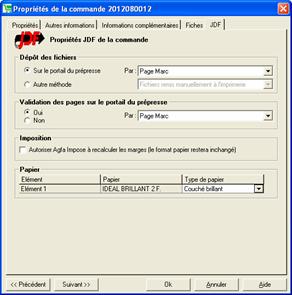 Propriétés de la commande 2012080012
Propriétés Autres informations Informations complémentaires Fiches JDF
JDF Propriétés JDF de la commande
Dépôt des fichiers
Sur le portail du prépresse Par : Page Marc
Autre méthode Fichiers remis manuellement à l'imprimerie
Validation des pages sur le portail du prépresse
Oui Par : Page Marc
Non
Imposition
Autoriser Agfa Impose à recalculer les marges (le format papier restera inchangé)
Papier
Elément Papier Type de papier
Elément 1 IDEAL BRILLANT 2 F. Couché brillant
<< Précédent Suivant >> Ok Annuler Aide